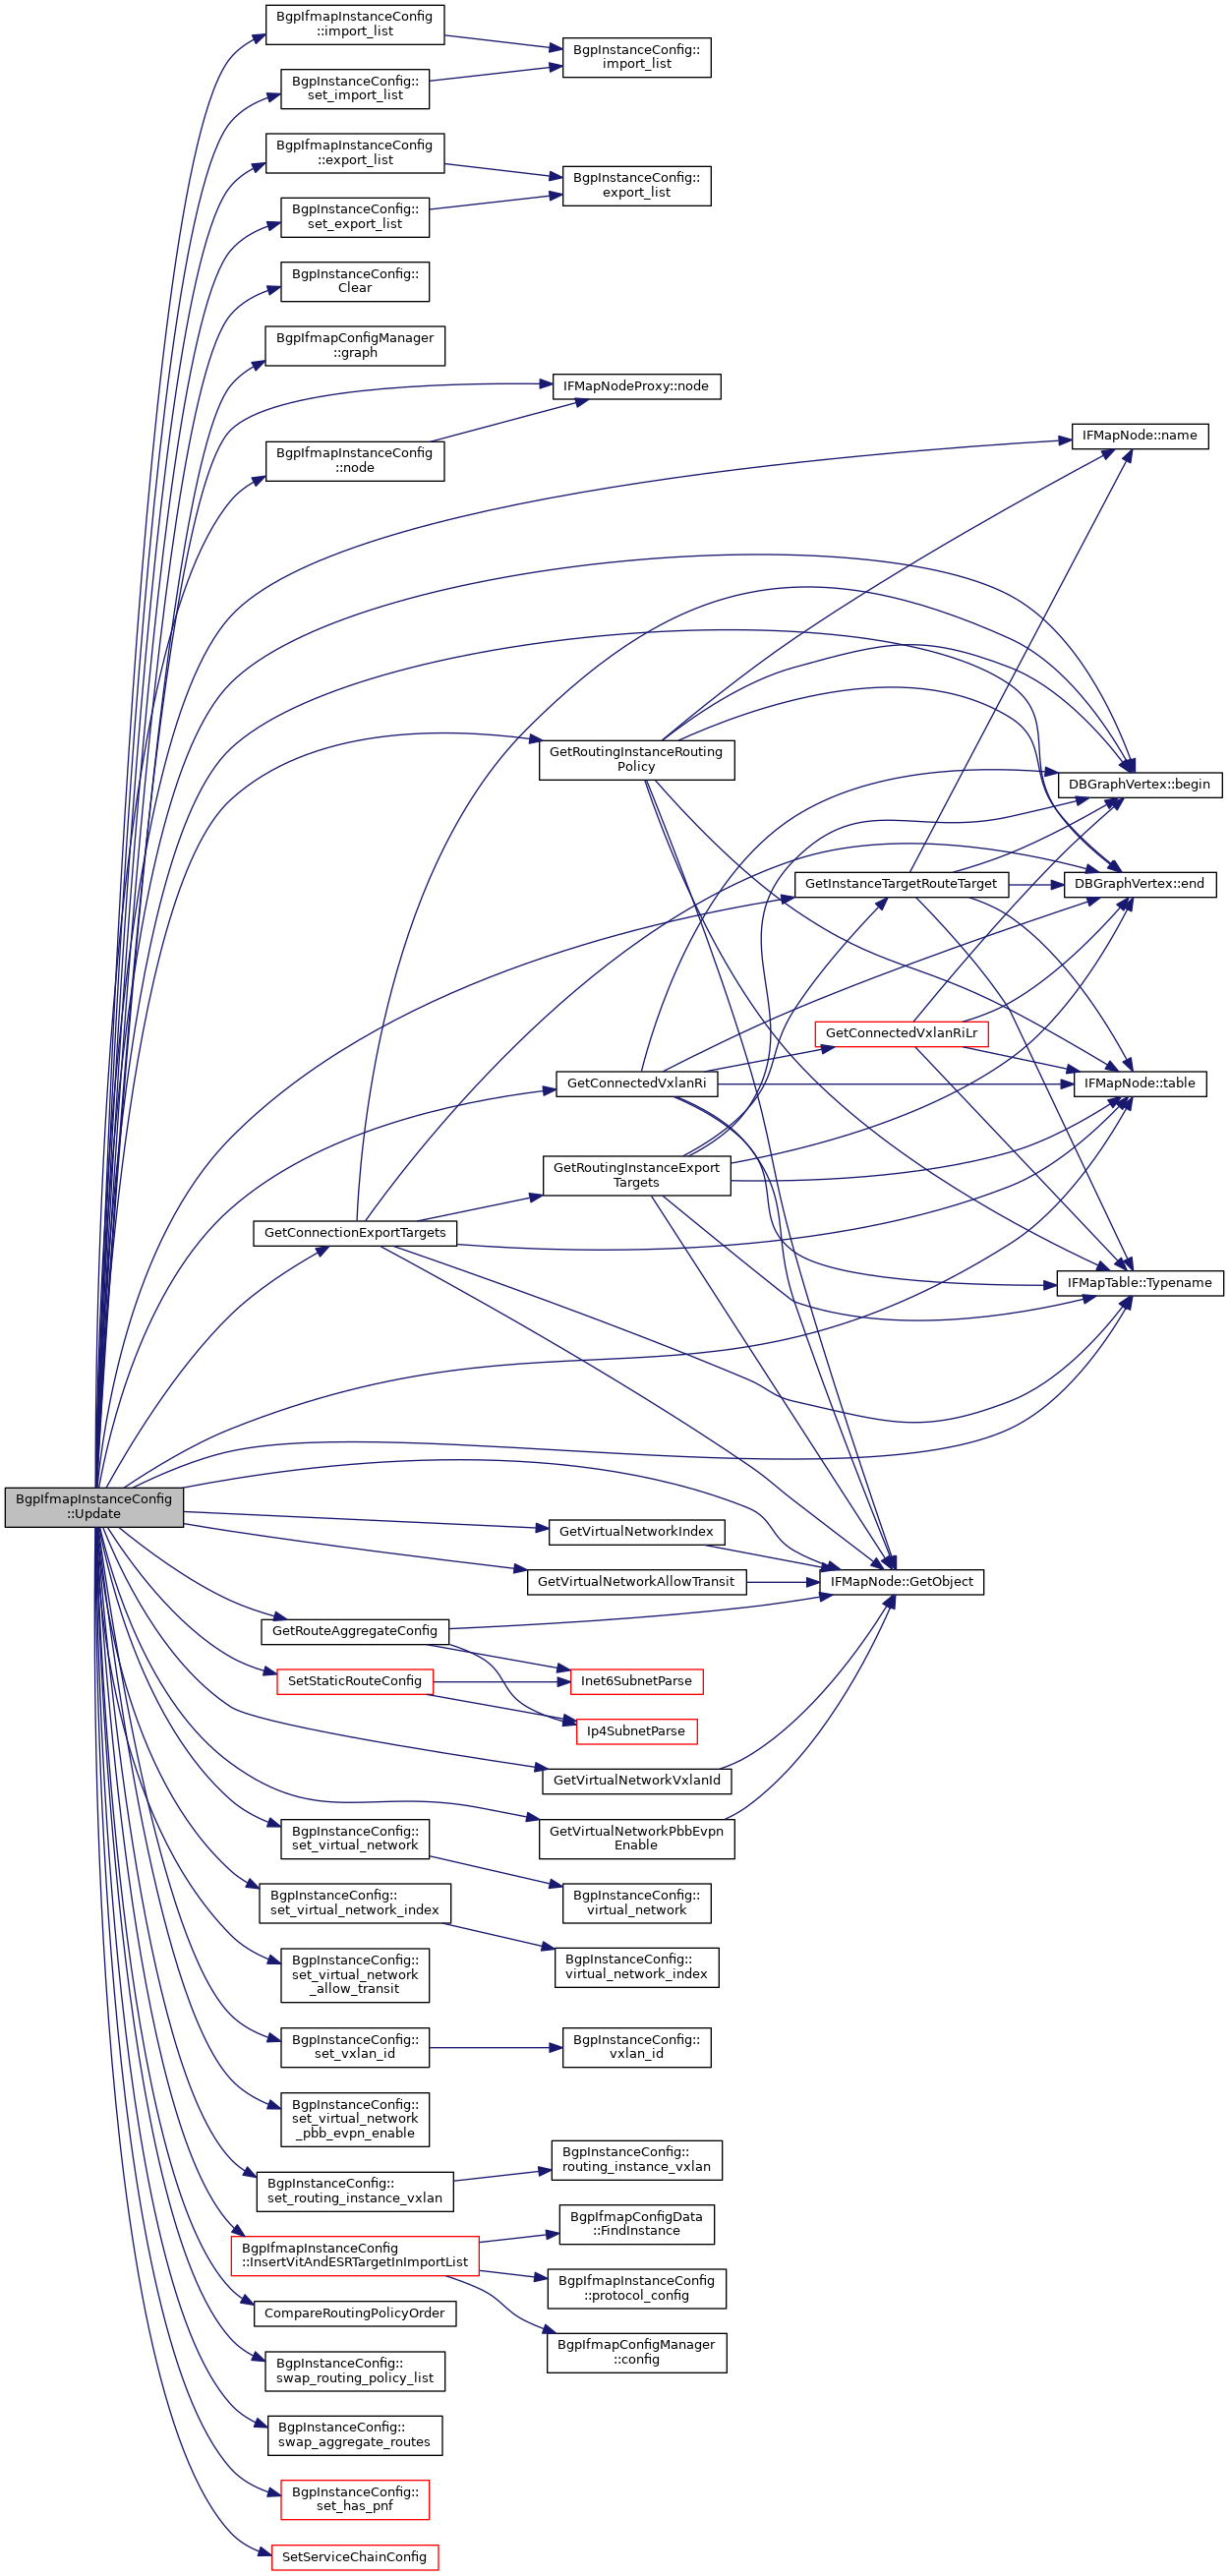 BgpIfmapInstanceConfig
::import_list
BgpInstanceConfig::
import_list
BgpInstanceConfig::
set_import_list
BgpIfmapInstanceConfig
::export_list
BgpInstanceConfig::
export_list
BgpInstanceConfig::
set_export_list
BgpInstanceConfig::
Clear
BgpIfmapConfigManager
::graph
IFMapNodeProxy::node
BgpIfmapInstanceConfig
::node
IFMapNode::name
GetRoutingInstanceRouting
Policy
DBGraphVertex::begin
GetInstanceTargetRouteTarget
DBGraphVertex::end
GetConnectedVxlanRiLr
GetConnectedVxlanRi
IFMapNode::table
GetRoutingInstanceExport
Targets
GetConnectionExportTargets
IFMapTable::Typename
BgpIfmapInstanceConfig
::Update
GetVirtualNetworkIndex
GetVirtualNetworkAllowTransit
IFMapNode::GetObject
GetRouteAggregateConfig
SetStaticRouteConfig
Inet6SubnetParse
Ip4SubnetParse
GetVirtualNetworkVxlanId
BgpInstanceConfig::
set_virtual_network
GetVirtualNetworkPbbEvpn
Enable
BgpInstanceConfig::
set_virtual_network_index
BgpInstanceConfig::
virtual_network
BgpInstanceConfig::
set_virtual_network
_allow_transit
BgpInstanceConfig::
virtual_network_index
BgpInstanceConfig::
set_vxlan_id
BgpInstanceConfig::
vxlan_id
BgpInstanceConfig::
set_virtual_network
_pbb_evpn_enable
BgpInstanceConfig::
set_routing_instance_vxlan
BgpInstanceConfig::
routing_instance_vxlan
BgpIfmapInstanceConfig
::InsertVitAndESRTargetInImportList
BgpIfmapConfigData
::FindInstance
BgpIfmapInstanceConfig
::protocol_config
CompareRoutingPolicyOrder
BgpIfmapConfigManager
::config
BgpInstanceConfig::
swap_routing_policy_list
BgpInstanceConfig::
swap_aggregate_routes
BgpInstanceConfig::
set_has_pnf
SetServiceChainConfig